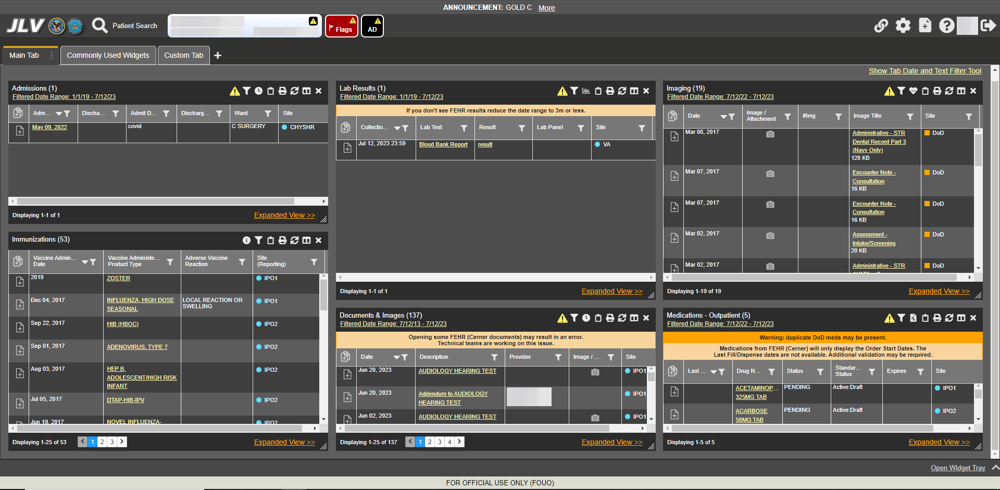 ANNOUNCEMENT: GOLD C More
JLV
Patient Search
Flags
AD
Main Tab
Commonly Used Widgets
Custom Tab
Show Tab Date and Text Filter Tool
Admissions (1)
Filtered Date Range: 1/1/19 - 7/12/23
Adm... Discha... Admit D... Discharg... Ward Site
May 09, 2022 covid C SURGERY CHYSHR
Displaying 1-1 of 1
Expanded View >>
Immunizations (53)
Vaccine Admin... Vaccine Administe... Adverse Vaccine Site
Date Product Type Reaction (Reporting)
2019 ZOSTER IPO1
Dec 04, 2017 INFLUENZA, HIGH DOSE LOCAL REACTION OR IPO1
SEASONAL SWELLING
Sep 22, 2017 HIB (HBOC) IPO2
Sep 01, 2017 ADENOVIRUS, TYPE 7 IPO2
Aug 03, 2017 HEP B, IPO2
ADOLESCENT/HIGH RISK
INFANT
Jul 05, 2017 DTAP-HIB-IPV IPO2
Jun 19, 2017 NOVEL INFLUENZA- IPO2
Displaying 1-25 of 53
1 2 3
Expanded View >>
Lab Results (1)
Filtered Date Range: 1/1/19 - 7/12/23
If you don't see FEHR results reduce the date range to 3m or less.
Collectio... Lab Test Result Lab Panel Site
Jul 12, 2023 23:59 Blood Bank Report result VA
Displaying 1-1 of 1
Expanded View >>
Documents & Images (137)
Filtered Date Range: 7/12/13 - 7/12/23
Opening some FEHR (Cerner documents) may result in an error.
Technical teams are working on this issue.
Date Description Provider Image / ... Site
Jun 20, 2023 AUDIOLOGY HEARING TEST IPO1
Jun 20, 2023 Addendum to AUDIOLOGY IPO1
HEARING TEST
Jun 02, 2023 AUDIOLOGY HEARING TEST IPO1
Displaying 1-25 of 137
1 2 3 4
Expanded View >>
Imaging (19)
Filtered Date Range: 7/12/22 - 7/12/23
Date Image / Attachment #Img Image Title Site
Mar 08, 2017 Administrative - STR DoD
Dental Record Part 3
(Navy Only)
128 KB
Mar 07, 2017 Encounter Note - DoD
Consultation
16 KB
Mar 07, 2017 Encounter Note - DoD
Consultation
16 KB
Mar 02, 2017 Assessment - DoD
Intake/Screening
20 KB
Mar 02, 2017 Administrative - STR DoD
Displaying 1-19 of 19
Expanded View >>
Medications - Outpatient (5)
Filtered Date Range: 7/12/22 - 7/12/23
Warning: duplicate DoD meds may be present.
Medications from FEHR (Cerner) will only display the Order Start Dates. The
Last Fill/Dispense dates are not available. Additional validation may be required.
Last ... Drug N... Status Standar... Status Expires Site
ACETAMINOP... PENDING Active:Draft IPO1
325MG TAB
ACARBOSE PENDING Active:Draft IPO2
50MG TAB
Displaying 1-5 of 5
Expanded View >>
Open Widget Tray
FOR OFFICIAL USE ONLY (FOUO)